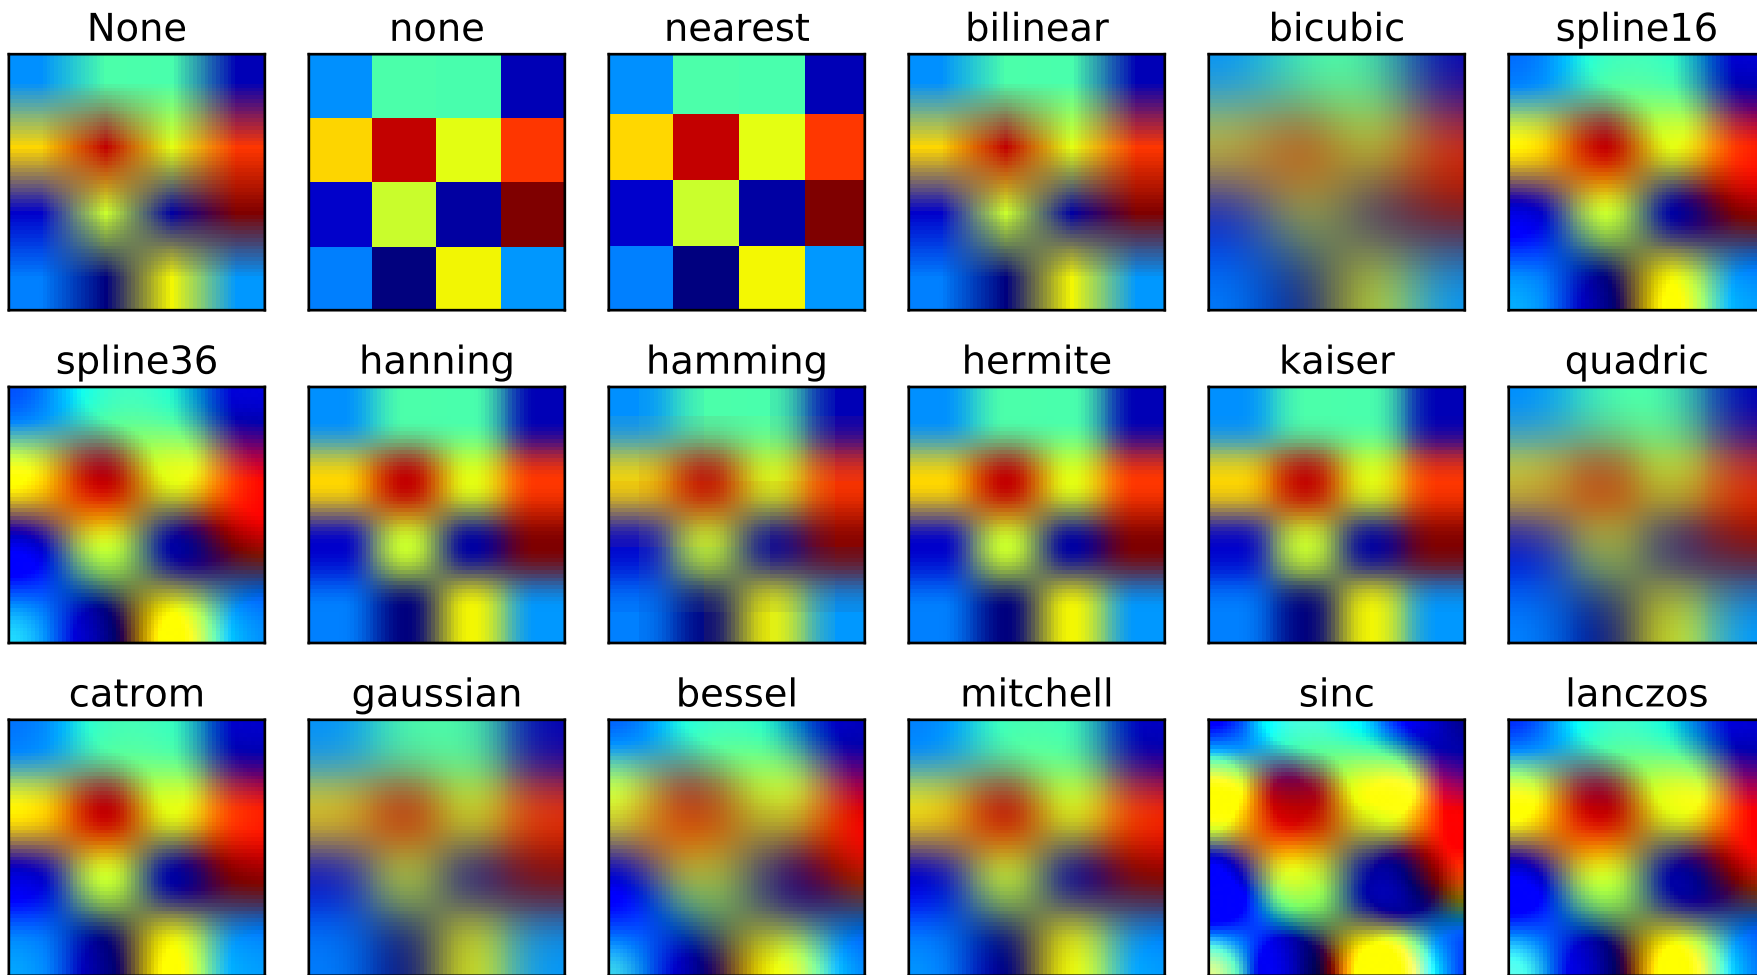 None none nearest bilinear bicubic spline16
spline36 hanning hamming hermite kaiser quadric
catrom gaussian bessel mitchell sinc lanczos